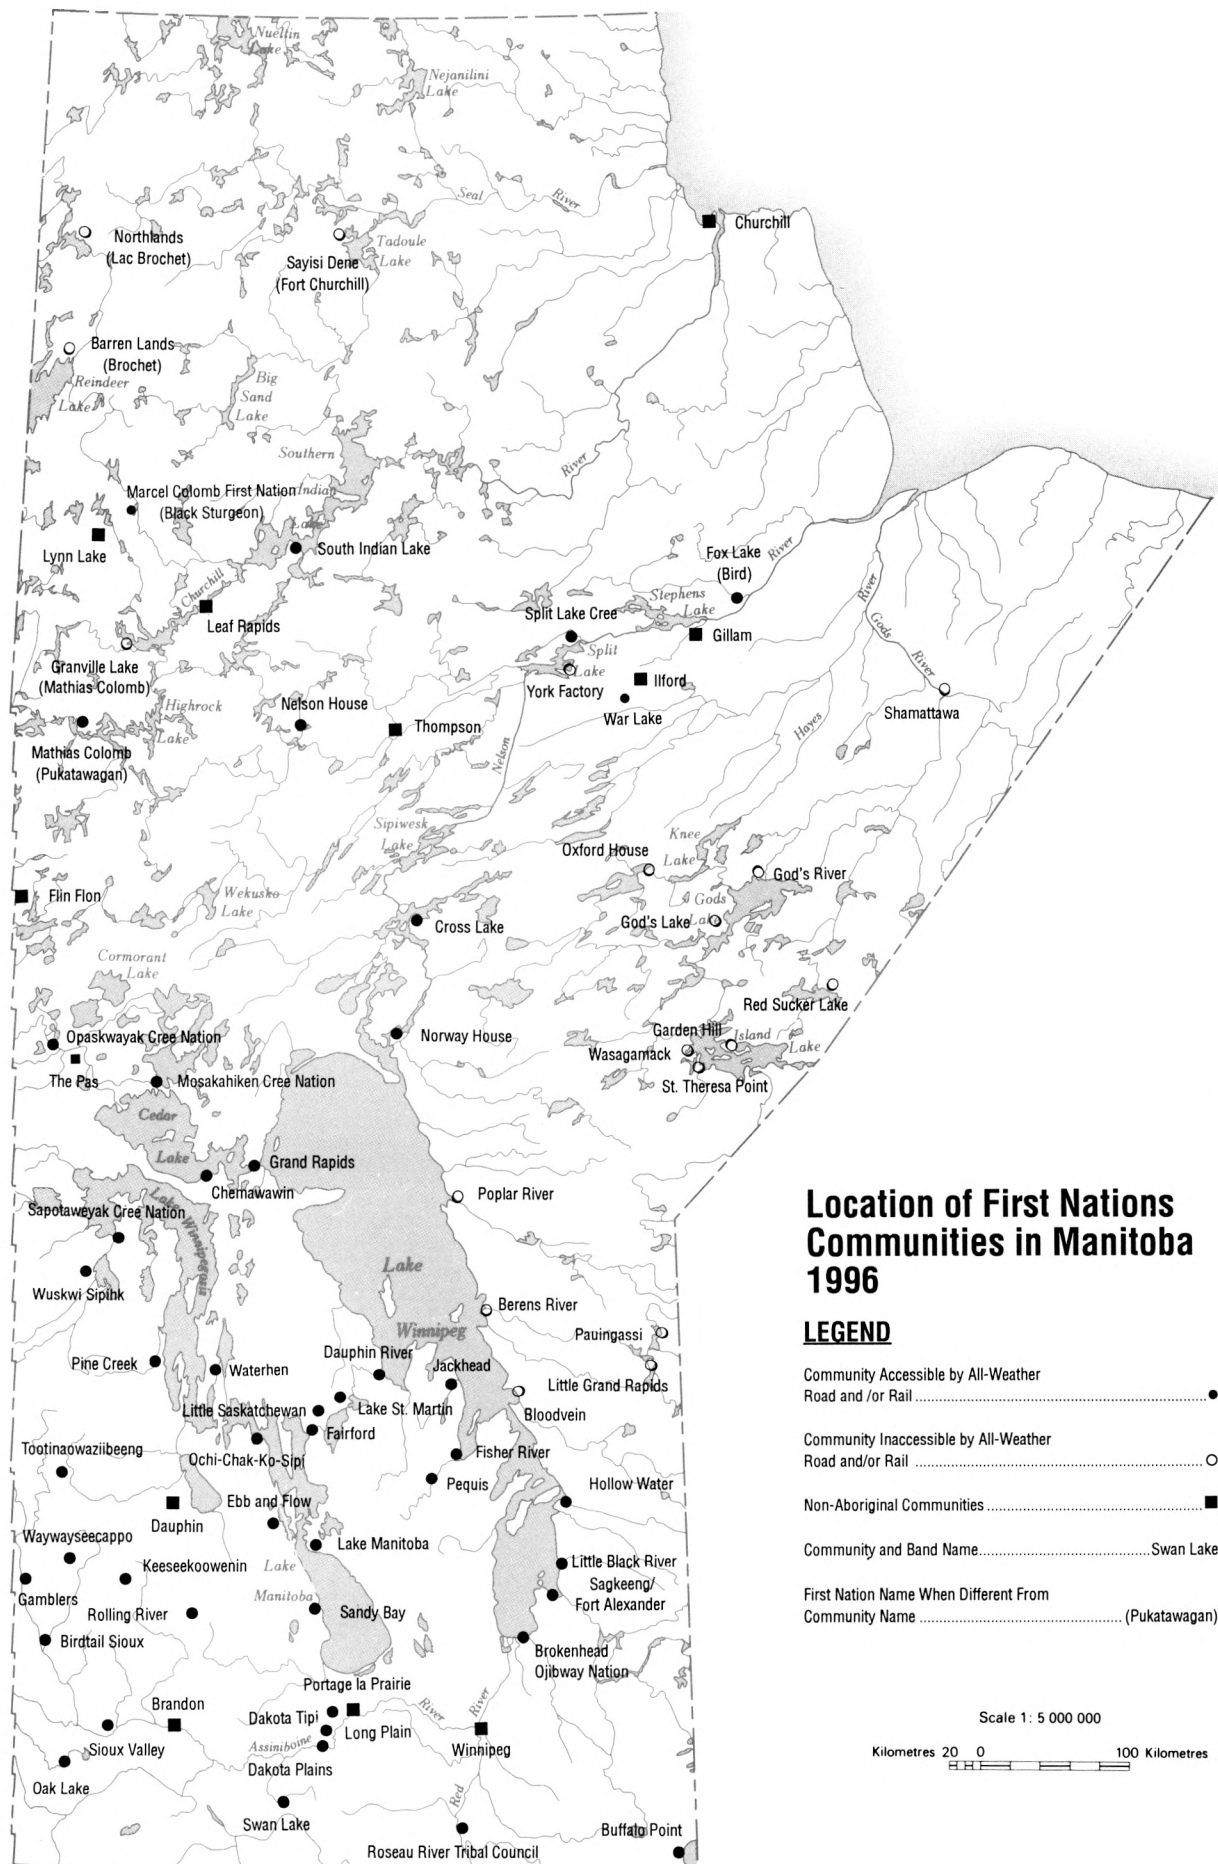 Nueltin
Lake
Nejanilini
Lake
Seal
River
Churchill
Northlands
(Lac Brochet)
Sayisi Dene
(Fort Churchill)
Tadoule
Lake
Barren Lands
(Brochet)
Reindeer
Lake
Big
Sand
Lake
Southern
Indian
Lake
River
Marcel Colomb First Nation
(Black Sturgeon)
Lynn Lake
South Indian Lake
Fox Lake
(Bird)
River
Churchill
Leaf Rapids
Stephens
Lake
Split Lake Cree
Gillam
River
Gods
River
Granville Lake
(Mathias Colomb)
Split
Lake
York Factory
Ilford
War Lake
Shamattawa
Highrock
Lake
Nelson House
Thompson
Hayes
Nelson
Mathias Colomb
(Pukatawagan)
Sipiwesk
Lake
Knee
Lake
Oxford House
God's River
Flin Flon
Wekusko
Lake
Gods
Lake
God's Lake
Cross Lake
Cormorant
Lake
Red Sucker Lake
Opaskwayak Cree Nation
Norway House
Garden Hill
Island
Lake
Wasagamack
St. Theresa Point
The Pas
Mosakahiken Cree Nation
Cedar
Lake
Grand Rapids
Chemawawin
Poplar River
Sapotaweyak Cree Nation
Lake Winnipegosis
Wuskwi Sipihk
Lake
Winnipeg
Berens River
Pauingassi
Pine Creek
Waterhen
Dauphin River
Jackhead
Little Grand Rapids
Little Saskatchewan
Lake St. Martin
Bloodvein
Fairford
Tootinaowaziibeeng
Ochi-Chak-Ko-Sipi
Fisher River
Pequis
Hollow Water
Ebb and Flow
Dauphin
Waywayseecappo
Lake Manitoba
Keeseekoowenin
Lake
Manitoba
Little Black River
Gamblers
Sagkeeng/
Fort Alexander
Rolling River
Sandy Bay
Birdtail Sioux
Brokenhead
Ojibway Nation
Portage la Prairie
Brandon
Dakota Tipi
River
River
Long Plain
Sioux Valley
Assiniboine
Winnipeg
Dakota Plains
Oak Lake
Red
Swan Lake
Buffalo Point
Roseau River Tribal Council
Location of First Nations
Communities in Manitoba
1996
LEGEND
Community Accessible by All-Weather
Road and /or Rail
Community Inaccessible by All-Weather
Road and/or Rail
Non-Aboriginal Communities
Community and Band Name Swan Lake
First Nation Name When Different From
Community Name (Pukatawagan)
Scale 1: 5 000 000
Kilometres 20 0 100 Kilometres